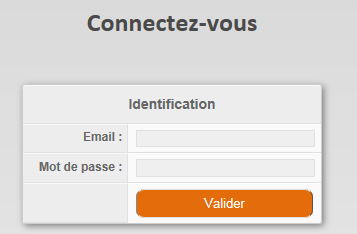 Connectez-vous
Identification
Email :
Mot de passe :
Valider